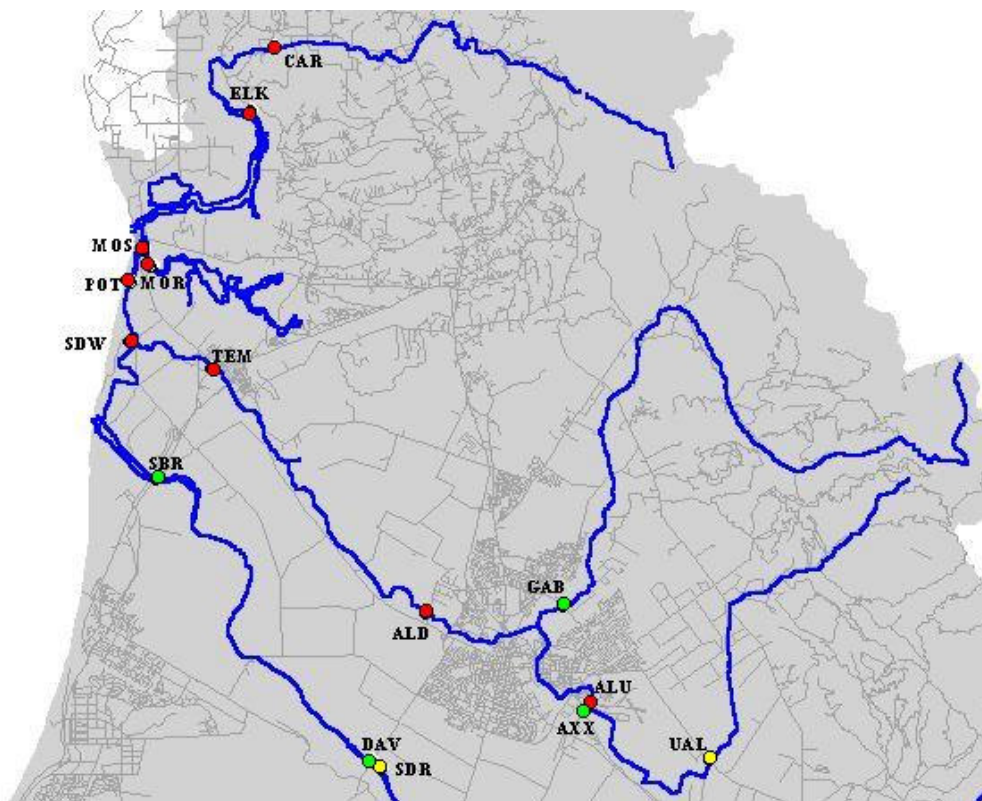 CAR
ELK
MOS
POT MOR
SDW
TEM
SBR
GAB
ALD
ALU
AXX
DAV
UAL
SDR